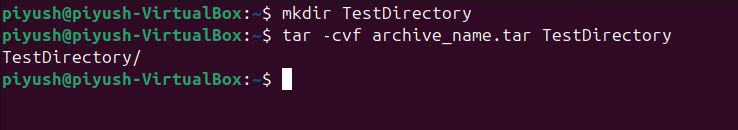 piyush@piyush-VirtualBox:~$ mkdir TestDirectory
piyush@piyush-VirtualBox:~$ tar -cvf archive_name.tar TestDirectory
TestDirectory/
piyush@piyush-VirtualBox:~$